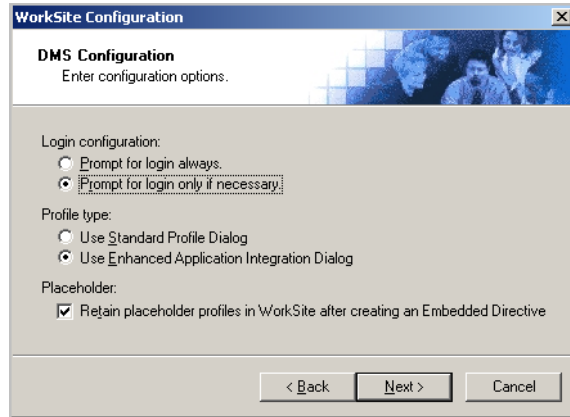 WorkSite Configuration
DMS Configuration
Enter configuration options.
Login configuration:
Prompt for login always.
Prompt for login only if necessary.
Profile type:
Use Standard Profile Dialog
Use Enhanced Application Integration Dialog
Placeholder:
Retain placeholder profiles in WorkSite after creating an Embedded Directive
< Back Next > Cancel